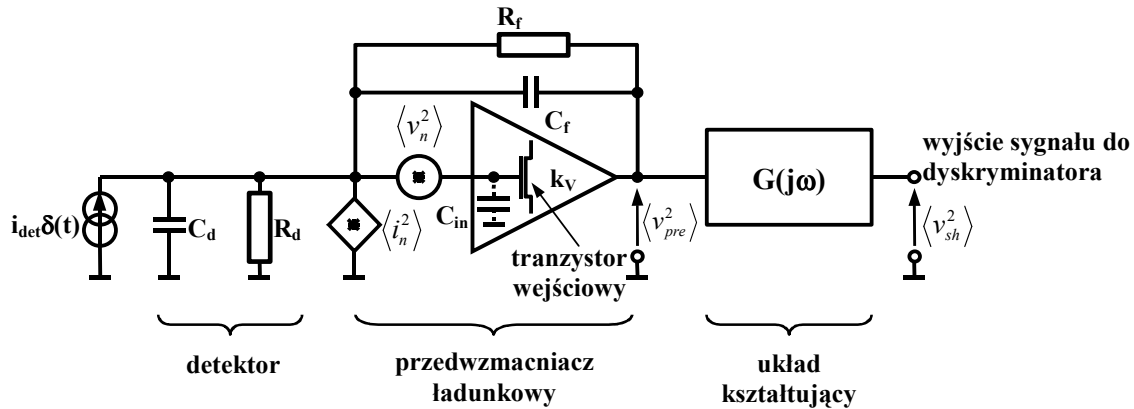 R_f
C_f
⟨v_n^2⟩
k_V
C_in
i_det δ(t)
C_d
R_d
⟨i_n^2⟩
tranzystor
wejściowy
⟨v_pre^2⟩
G(jω)
wyjście sygnału do
dyskryminatora
⟨v_sh^2⟩
detektor
przedwzmacniacz
ładunkowy
układ
kształtujący